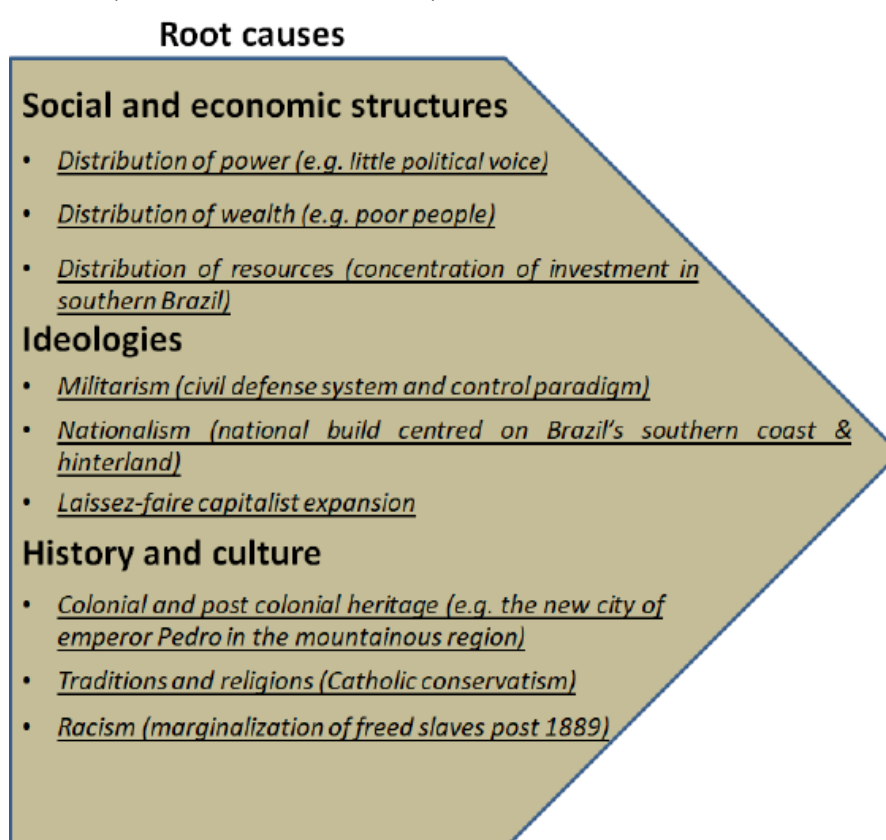 Root causes
Social and economic structures
• Distribution of power (e.g. little political voice)
• Distribution of wealth (e.g. poor people)
• Distribution of resources (concentration of investment in
southern Brazil)
Ideologies
• Militarism (civil defense system and control paradigm)
• Nationalism (national build centred on Brazil's southern coast &
hinterland)
• Laissez-faire capitalist expansion
History and culture
• Colonial and post colonial heritage (e.g. the new city of
emperor Pedro in the mountainous region)
• Traditions and religions (Catholic conservatism)
• Racism (marginalization of freed slaves post 1889)